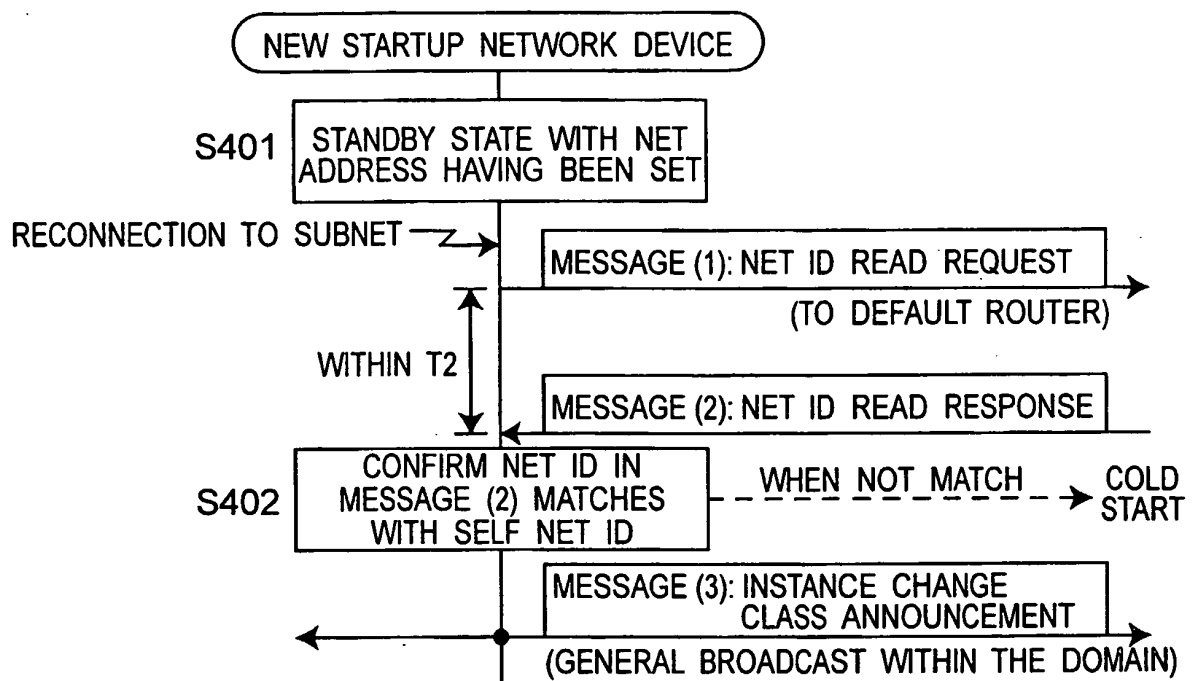 NEW STARTUP NETWORK DEVICE
S401
STANDBY STATE WITH NET
ADDRESS HAVING BEEN SET
RECONNECTION TO SUBNET
MESSAGE (1): NET ID READ REQUEST
(TO DEFAULT ROUTER)
WITHIN T2
MESSAGE (2): NET ID READ RESPONSE
S402
CONFIRM NET ID IN
MESSAGE (2) MATCHES
WITH SELF NET ID
WHEN NOT MATCH
COLD
START
MESSAGE (3): INSTANCE CHANGE
CLASS ANNOUNCEMENT
(GENERAL BROADCAST WITHIN THE DOMAIN)